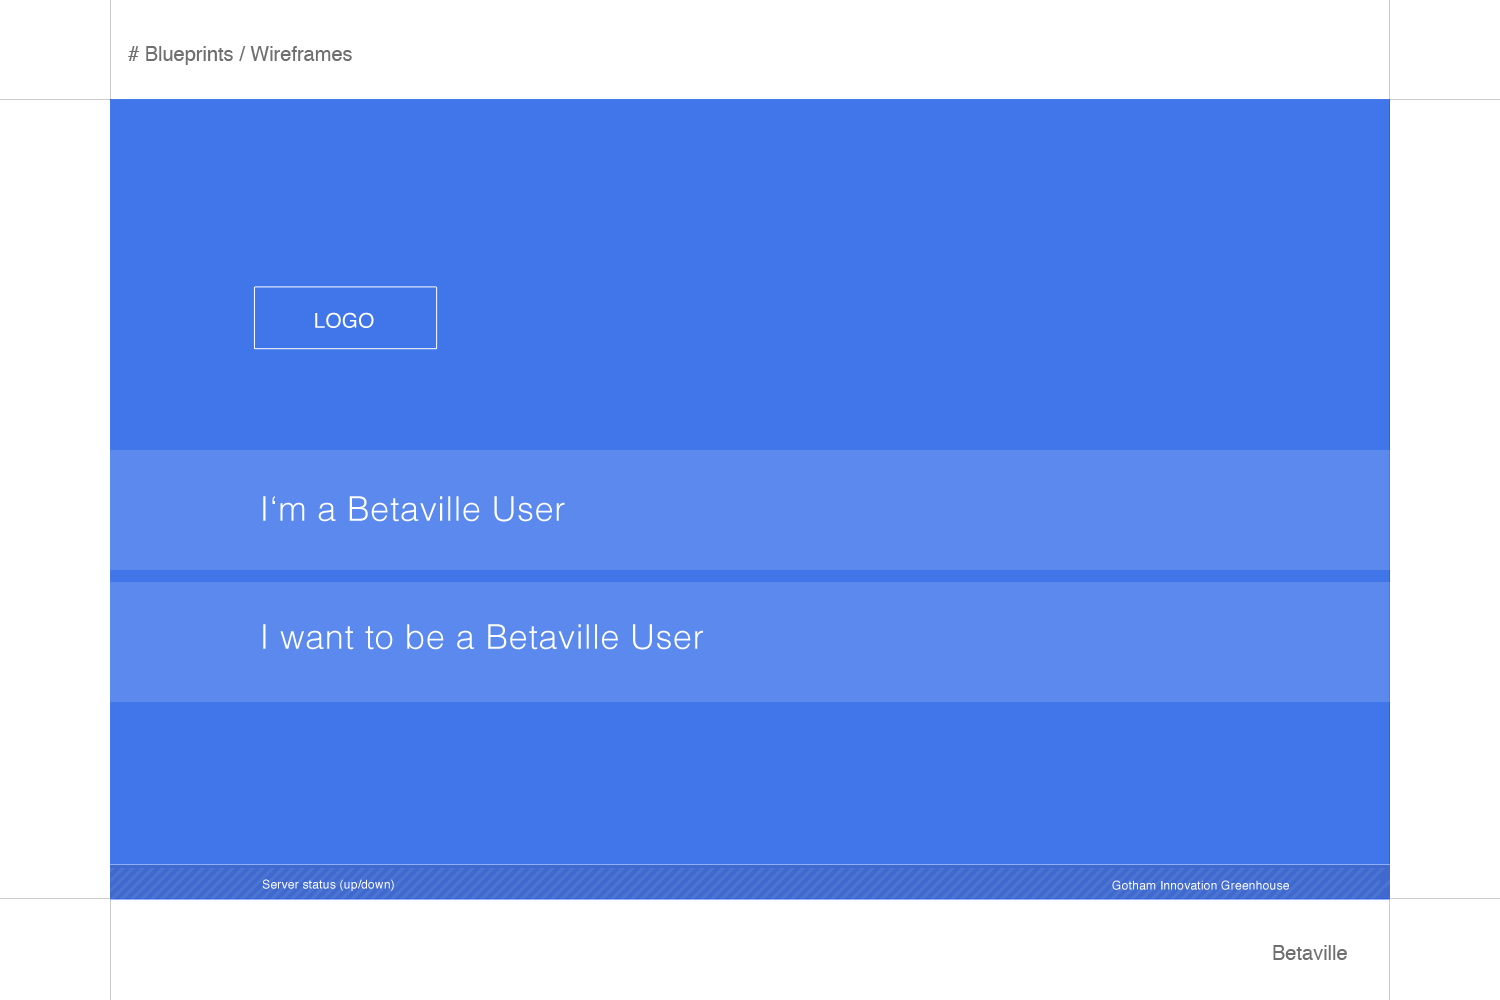 # Blueprints / Wireframes
LOGO
I‘m a Betaville User
I want to be a Betaville User
Server status (up/down)
Gotham Innovation Greenhouse
Betaville